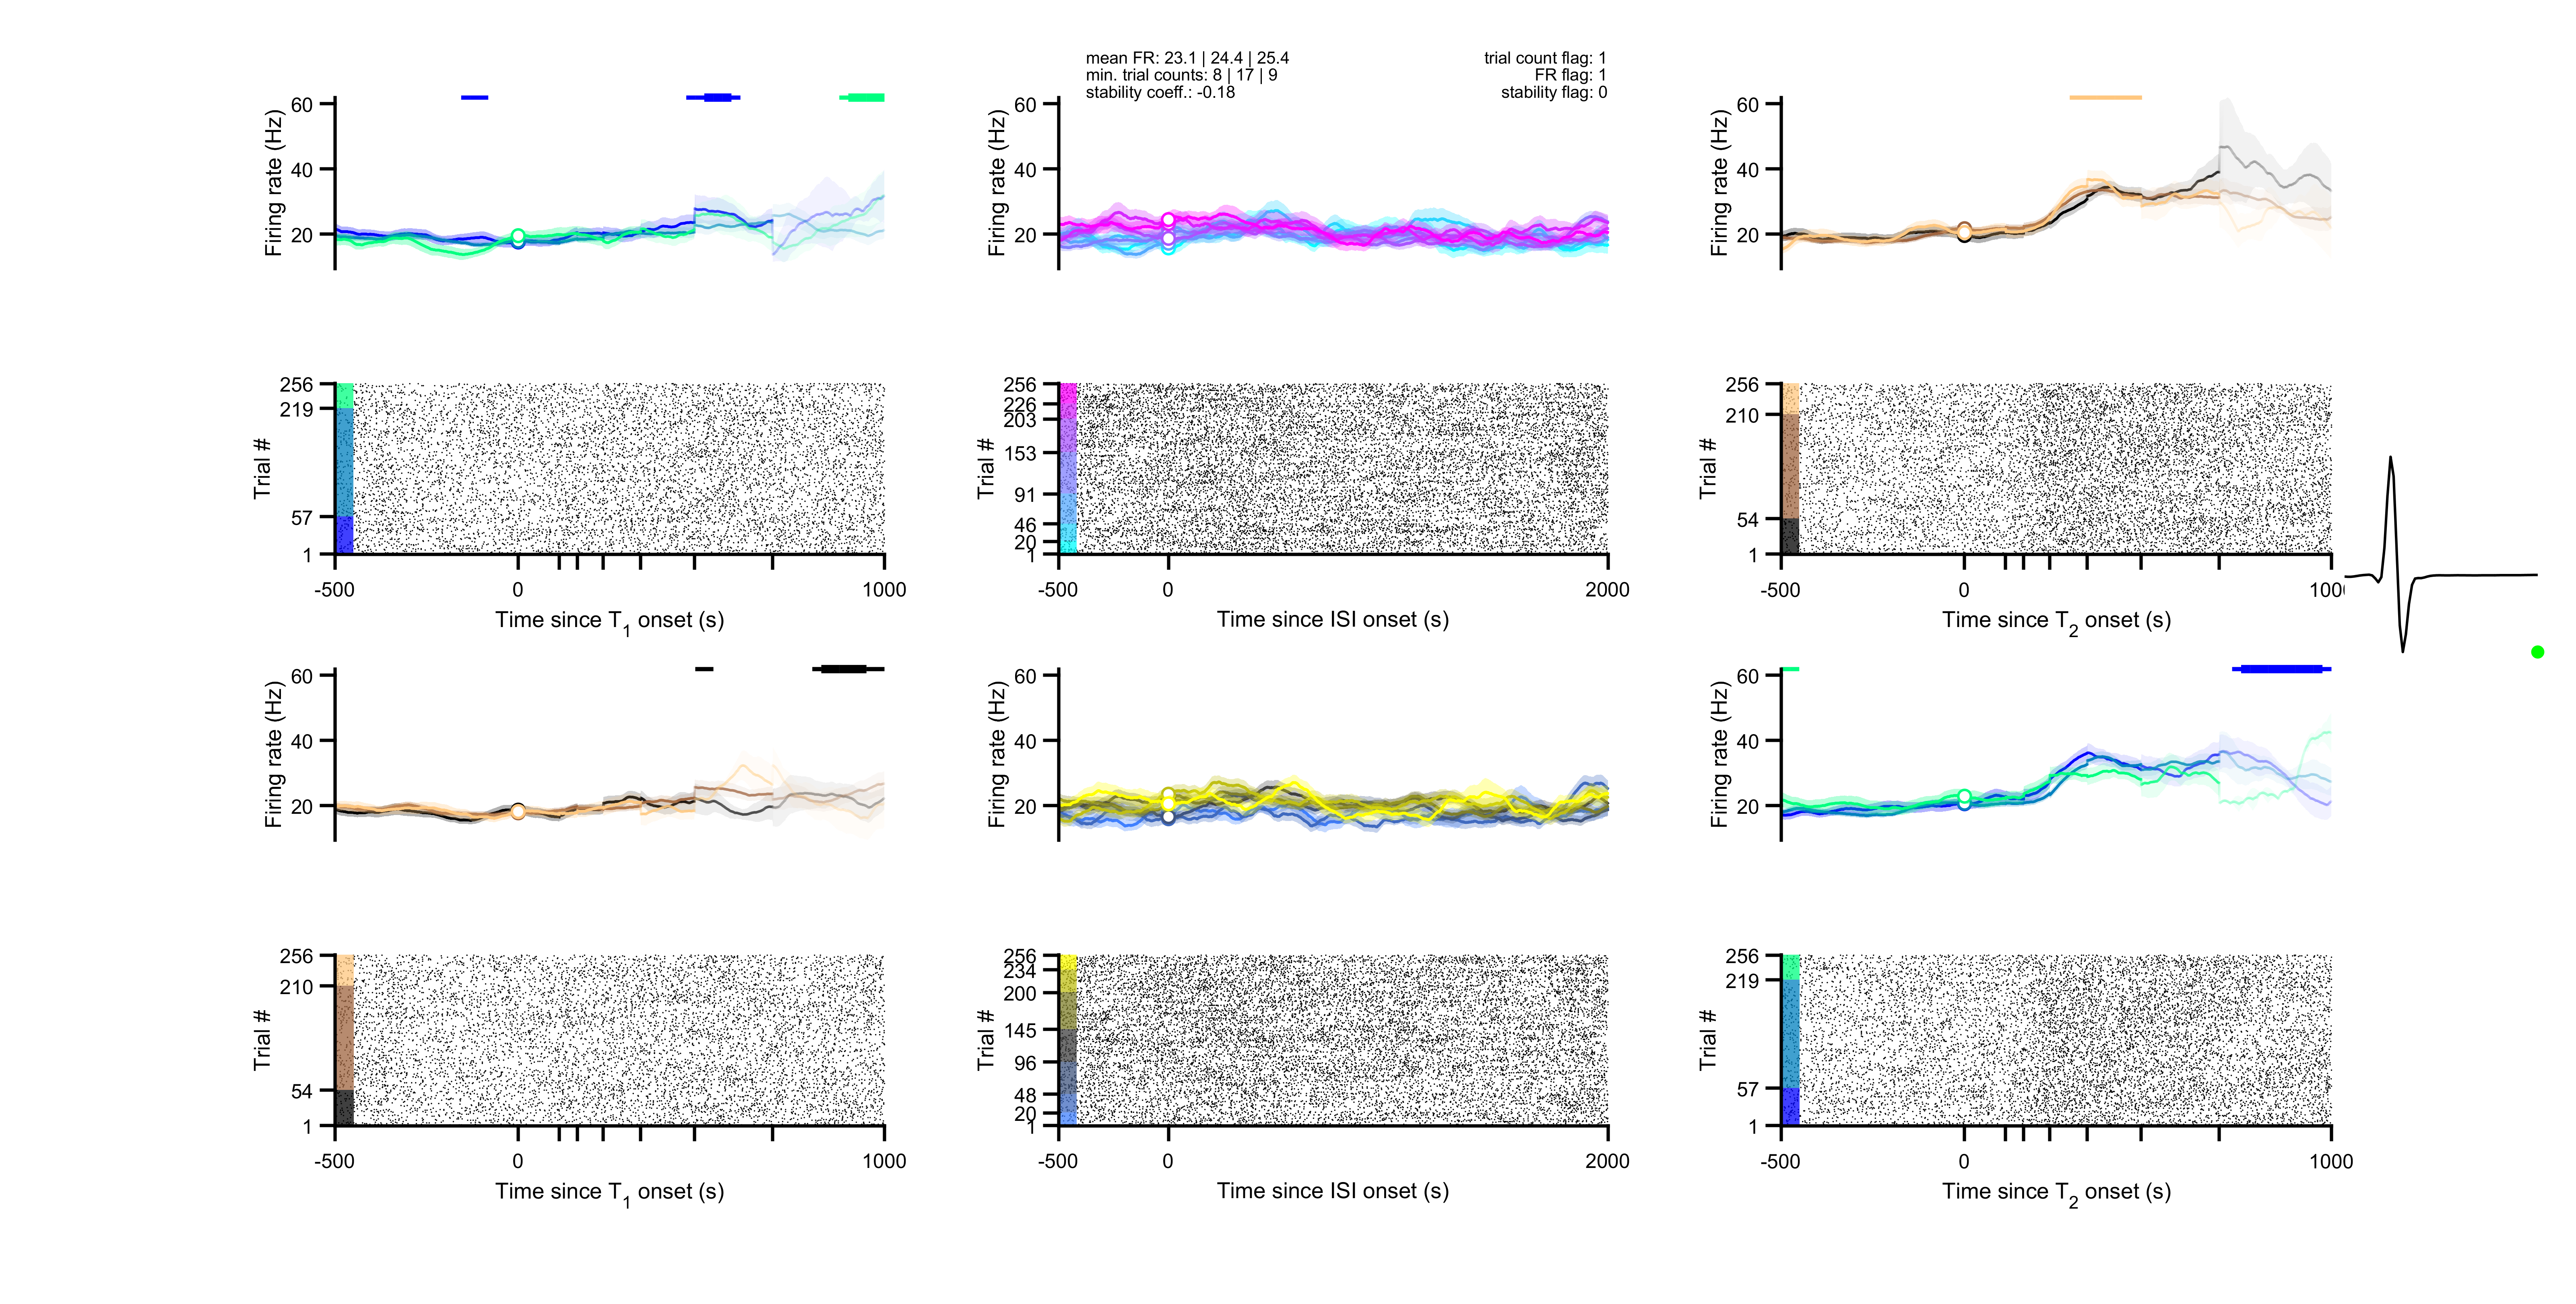 mean FR: 23.1 | 24.4 | 25.4
min. trial counts: 8 | 17 | 9
stability coeff.: -0.18
trial count flag: 1
FR flag: 1
stability flag: 0
60
40
20
Firing rate (Hz)
60
40
20
Firing rate (Hz)
60
40
20
Firing rate (Hz)
256
219
57
1
Trial #
-500
0
1000
Time since T1 onset (s)
256
226
203
153
91
46
20
1
Trial #
-500
0
2000
Time since ISI onset (s)
256
210
54
1
Trial #
-500
0
1000
Time since T2 onset (s)
60
40
20
Firing rate (Hz)
60
40
20
Firing rate (Hz)
60
40
20
Firing rate (Hz)
256
210
54
1
Trial #
-500
0
1000
Time since T1 onset (s)
256
234
200
145
96
48
20
1
Trial #
-500
0
2000
Time since ISI onset (s)
256
219
57
1
Trial #
-500
0
1000
Time since T2 onset (s)